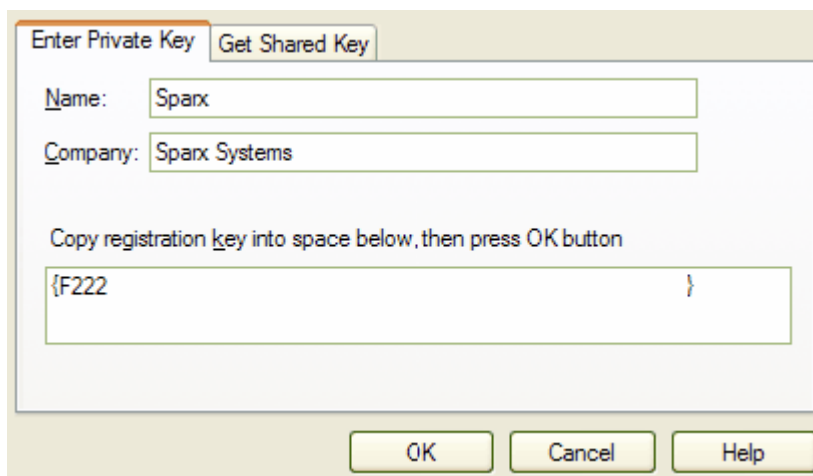 Enter Private Key Get Shared Key
Name: Sparx
Company: Sparx Systems
Copy registration key into space below, then press OK button
{F222 }
OK Cancel Help